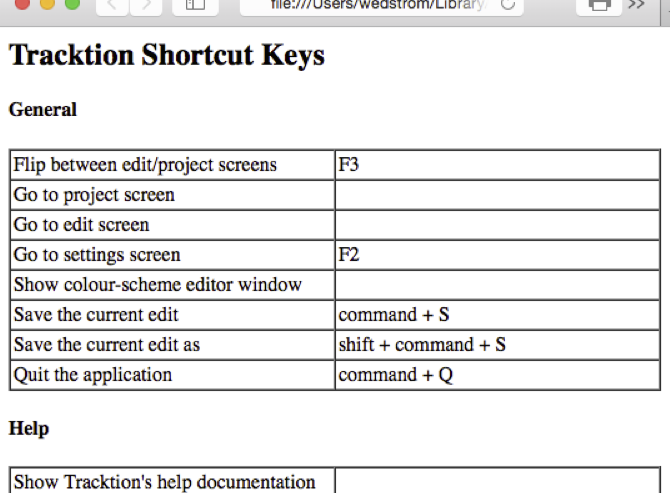 file:///Users/wedstrom/Library
Tracktion Shortcut Keys
General
Flip between edit/project screens F3
Go to project screen
Go to edit screen
Go to settings screen F2
Show colour-scheme editor window
Save the current edit command + S
Save the current edit as shift + command + S
Quit the application command + Q
Help
Show Tracktion's help documentation